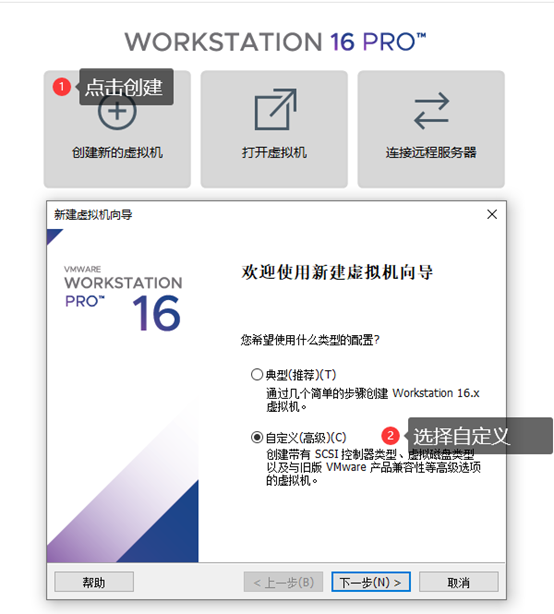 WORKSTATION 16 PRO™
1 点击创建
创建新的虚拟机
打开虚拟机
连接远程服务器
新建虚拟机向导
VMWARE
WORKSTATION
PRO™ 16
欢迎使用新建虚拟机向导
您希望使用什么类型的配置?
典型(推荐)(T)
通过几个简单的步骤创建 Workstation 16.x
虚拟机。
自定义(高级)(C)
2 选择自定义
创建带有 SCSI 控制器类型、虚拟磁盘类型
以及与旧版 VMware 产品兼容性等高级选项
的虚拟机。
帮助
< 上一步(B)
下一步(N) >
取消